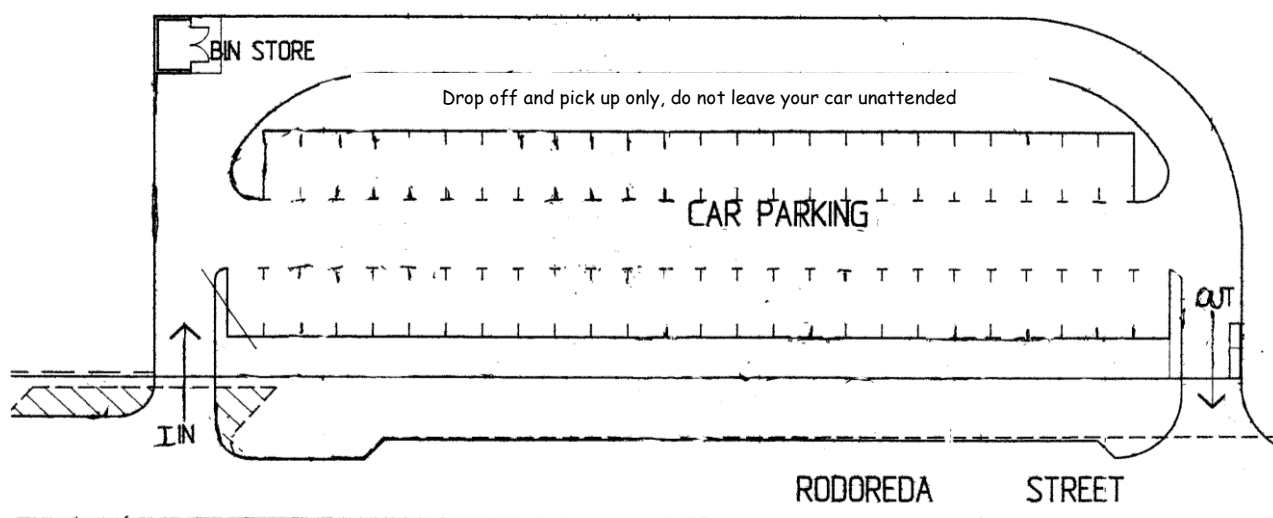 BIN STORE
Drop off and pick up only, do not leave your car unattended
CAR PARKING
OUT
IN
RODOREDA STREET